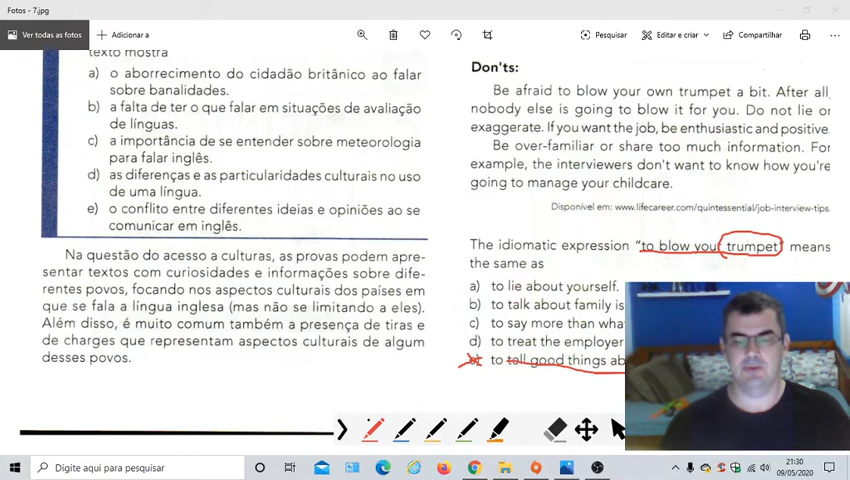 Fotos - 7.jpg
Ver todas as fotos
Adicionar a
Pesquisar
Editar e criar
Compartilhar
texto mostra
a) o aborrecimento do cidadão britânico ao falar
sobre banalidades.
b) a falta de ter o que falar em situações de avaliação
de línguas.
c) a importância de se entender sobre meteorologia
para falar inglês.
d) as diferenças e as particularidades culturais no uso
de uma língua.
e) o conflito entre diferentes ideias e opiniões ao se
comunicar em inglês.
Na questão do acesso a culturas, as provas podem apre-
sentar textos com curiosidades e informações sobre dife-
rentes povos, focando nos aspectos culturais dos países em
que se fala a língua inglesa (mas não se limitando a eles).
Além disso, é muito comum também a presença de tiras e
de charges que representam aspectos culturais de algum
desses povos.
Don'ts:
Be afraid to blow your own trumpet a bit. After all,
nobody else is going to blow it for you. Do not lie or
exaggerate. If you want the job, be enthusiastic and positive.
Be over-familiar or share too much information. For
example, the interviewers don't want to know how you're
going to manage your childcare.
Disponível em: www.lifecareer.com/quintessential/job-interview-tips.
The idiomatic expression “to blow your trumpet” means
the same as
a) to lie about yourself.
b) to talk about family is
c) to say more than wha
d) to treat the employer
to tell good things ab
Digite aqui para pesquisar
21:30
09/05/2020